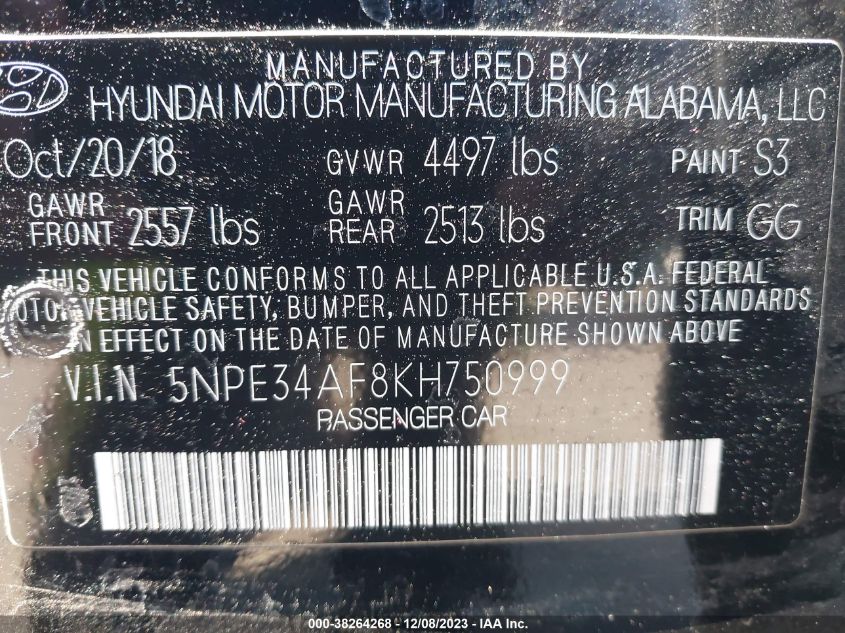 MANUFACTURED BY
HYUNDAI MOTOR MANUFACTURING ALABAMA, LLC
Oct/20/18 GVWR 4497 lbs PAINT S3
GAWR FRONT 2557 lbs GAWR REAR 2513 lbs TRIM GG
THIS VEHICLE CONFORMS TO ALL APPLICABLE U.S.A. FEDERAL
MOTOR VEHICLE SAFETY, BUMPER, AND THEFT PREVENTION STANDARDS
IN EFFECT ON THE DATE OF MANUFACTURE SHOWN ABOVE
V.I.N 5NPE34AF8KH750999
PASSENGER CAR
000-38264268 - 12/08/2023 - IAA Inc.